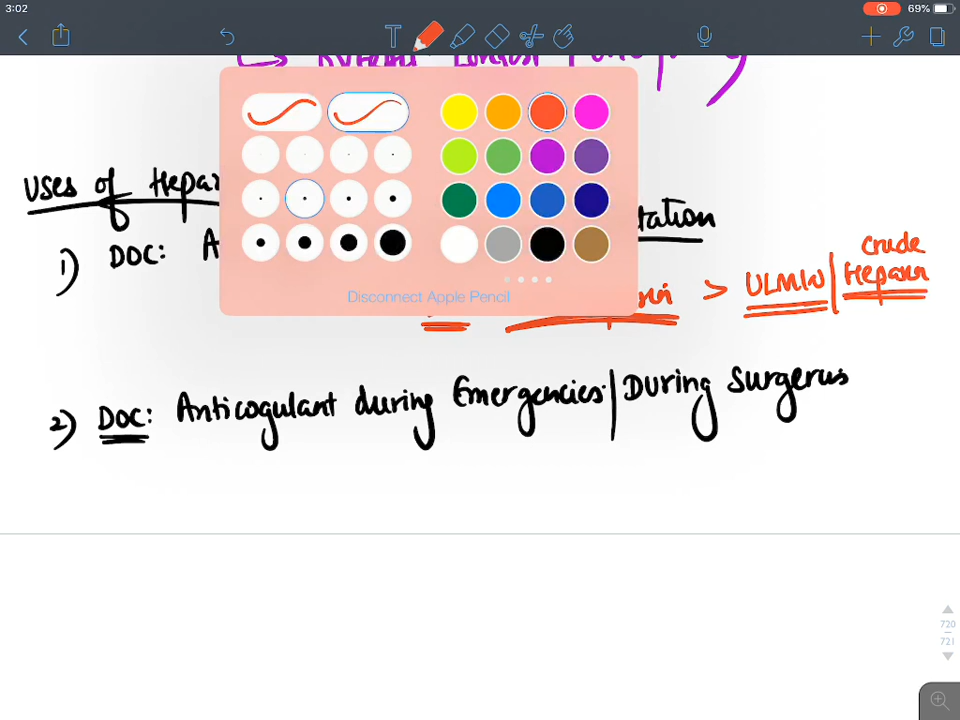 3:02
69%
T
Uses of Hepar
tation
1) DOC: A
> ULMW | Crude Heparin
Disconnect Apple Pencil
2) DOC: Anticogulant during Emergencies | During Surgerus
720
721